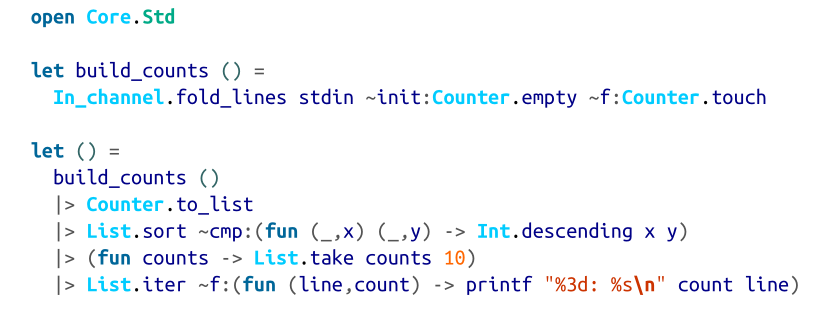 open Core.Std
let build_counts () =
  In_channel.fold_lines stdin ~init:Counter.empty ~f:Counter.touch
let () =
  build_counts ()
  |> Counter.to_list
  |> List.sort ~cmp:(fun (_,x) (_,y) -> Int.descending x y)
  |> (fun counts -> List.take counts 10)
  |> List.iter ~f:(fun (line,count) -> printf "%3d: %s\n" count line)